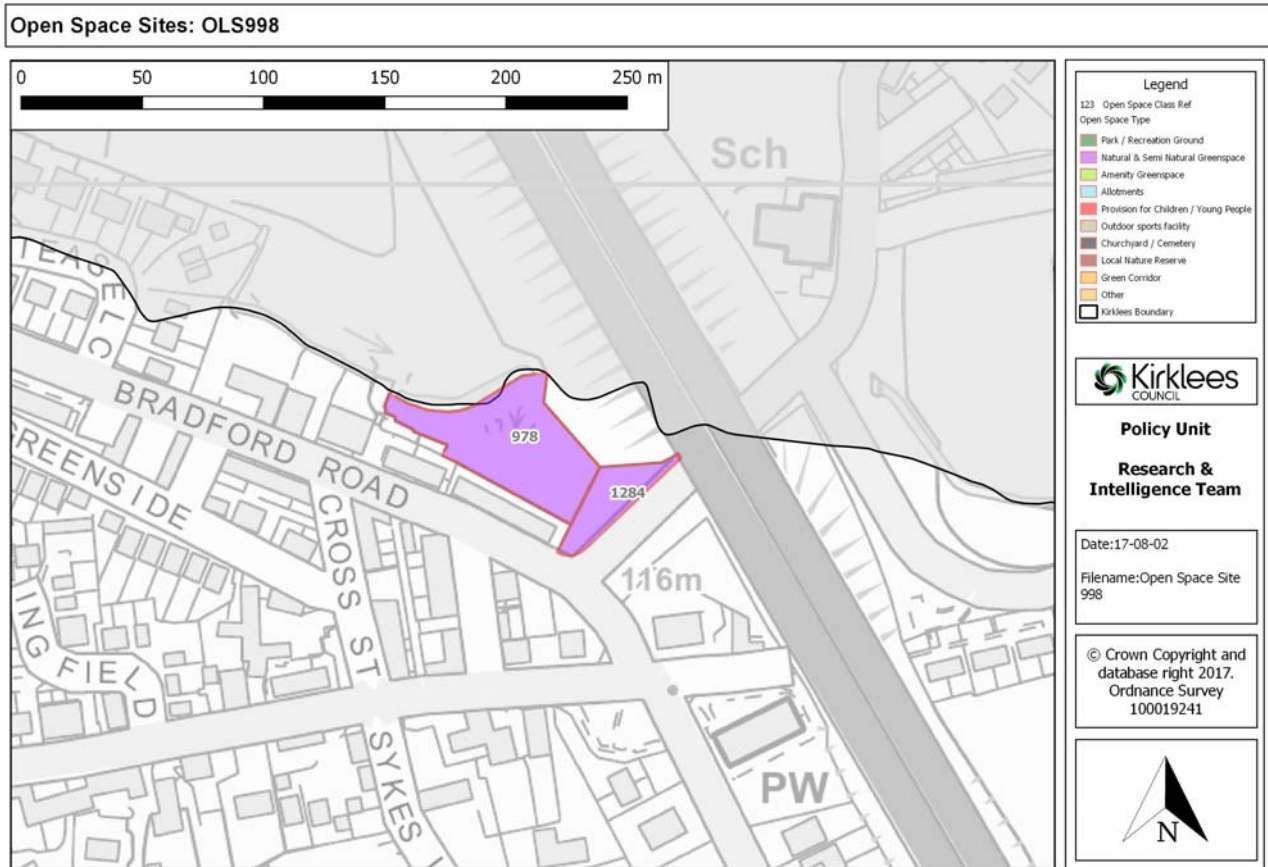 Open Space Sites: OLS998
0 50 100 150 200 250 m
Sch
TEASEL C
BRADFORD ROAD
GREENSIDE
CROSS ST
978
1284
116m
ING FIELD
SYKES
PW
Legend
123 Open Space Class Ref
Open Space Type
Park / Recreation Ground
Natural & Semi Natural Greenspace
Amenity Greenspace
Allotments
Provision for Children / Young People
Outdoor sports facility
Churchyard / Cemetery
Local Nature Reserve
Green Corridor
Other
Kirklees Boundary
Kirklees
COUNCIL
Policy Unit
Research &
Intelligence Team
Date:17-08-02
Filename:Open Space Site
998
© Crown Copyright and
database right 2017.
Ordnance Survey
100019241
N